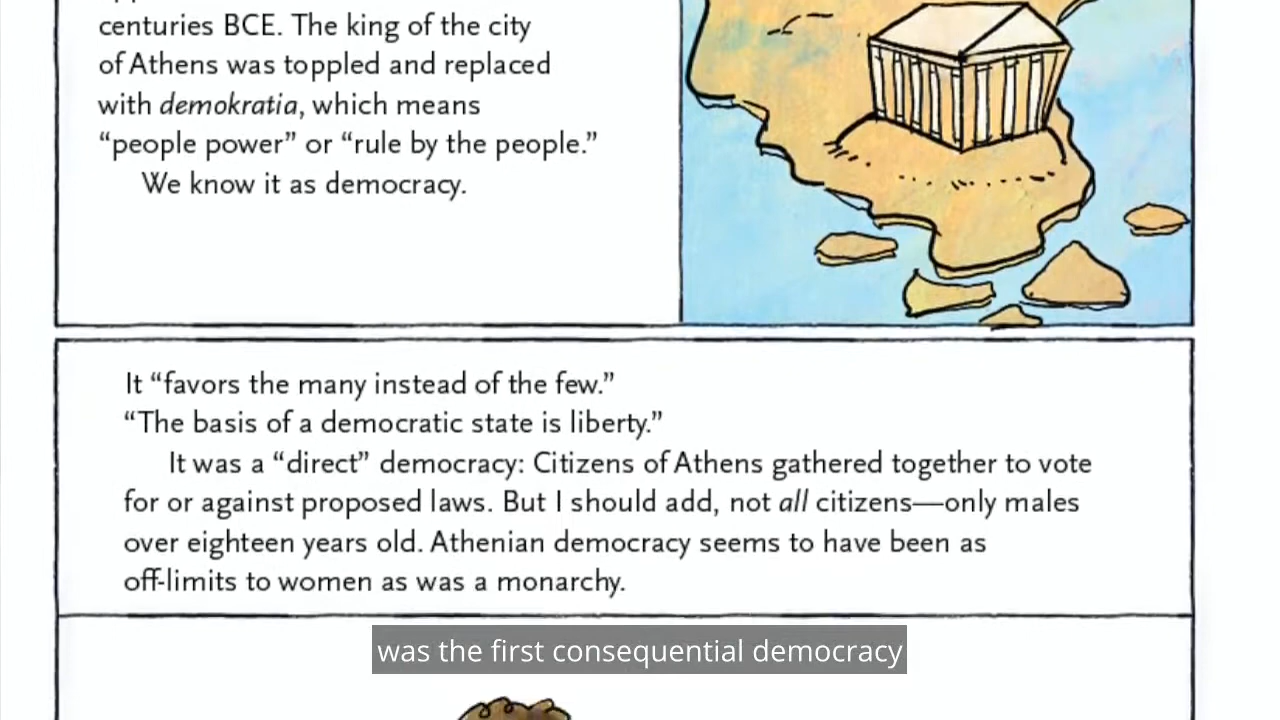 centuries BCE. The king of the city
of Athens was toppled and replaced
with demokratia, which means
“people power” or “rule by the people.”
We know it as democracy.
It “favors the many instead of the few.”
“The basis of a democratic state is liberty.”
It was a “direct” democracy: Citizens of Athens gathered together to vote
for or against proposed laws. But I should add, not all citizens—only males
over eighteen years old. Athenian democracy seems to have been as
off-limits to women as was a monarchy.
was the first consequential democracy